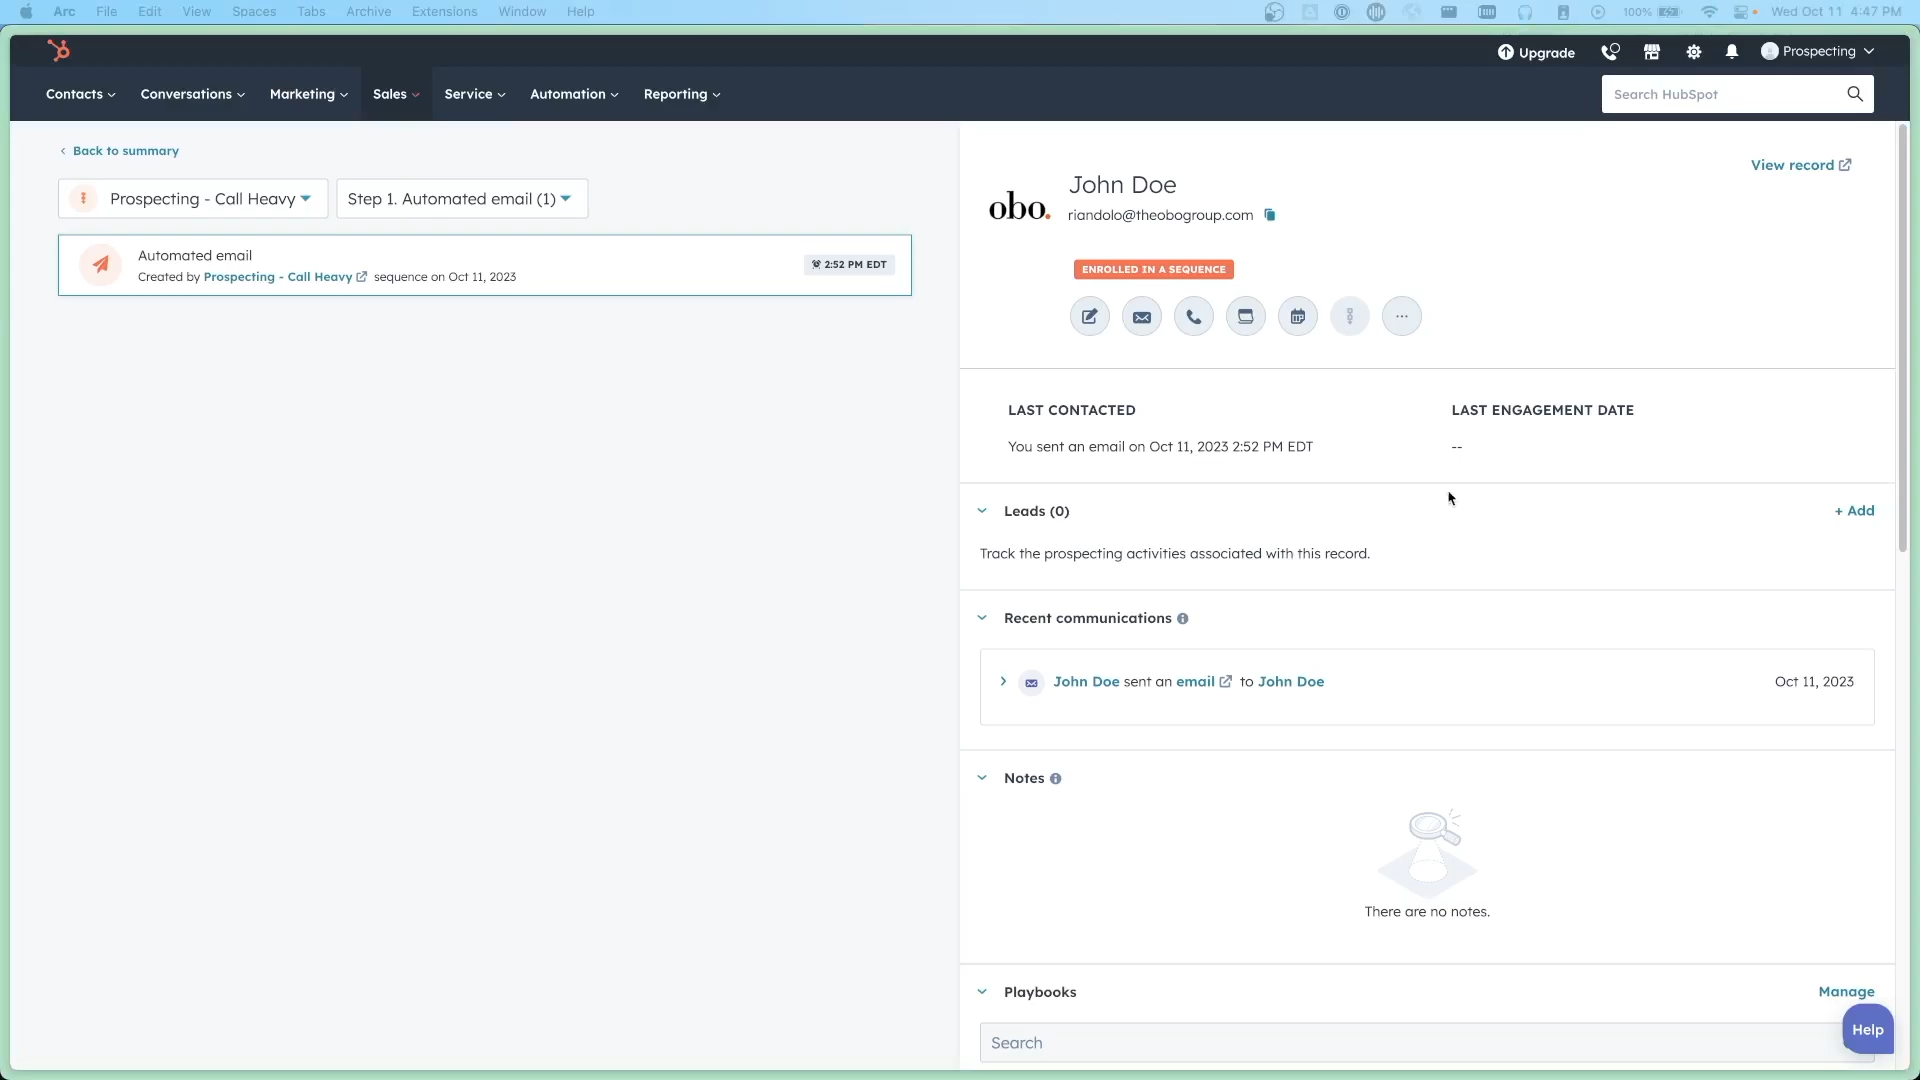 Arc File Edit View Spaces Tabs Archive Extensions Window Help 100% Wed Oct 11 4:47 PM
Upgrade Prospecting
Contacts Conversations Marketing Sales Service Automation Reporting Search HubSpot
Back to summary
Prospecting - Call Heavy Step 1. Automated email (1)
Automated email
Created by Prospecting - Call Heavy sequence on Oct 11, 2023
2:52 PM EDT
View record
obo.
John Doe
riandolo@theobogroup.com
ENROLLED IN A SEQUENCE
LAST CONTACTED LAST ENGAGEMENT DATE
You sent an email on Oct 11, 2023 2:52 PM EDT --
Leads (0) + Add
Track the prospecting activities associated with this record.
Recent communications
John Doe sent an email to John Doe Oct 11, 2023
Notes
There are no notes.
Playbooks Manage
Search
Help